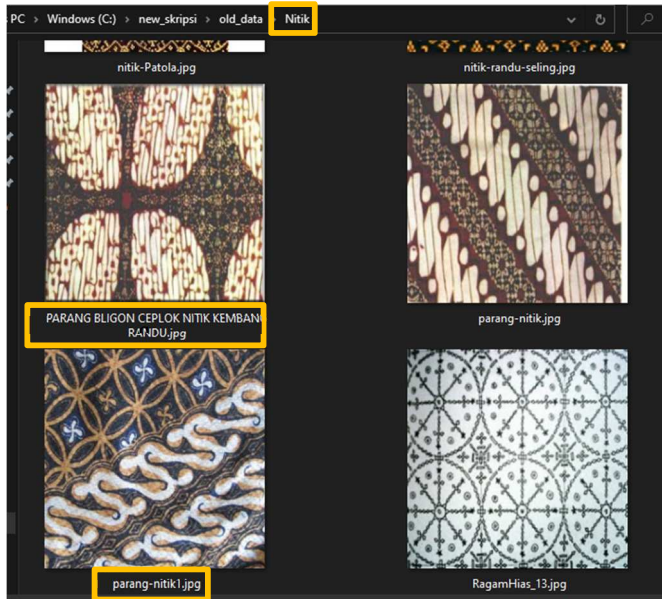 PC > Windows (C:) > new_skripsi > old_data > Nitik
nitik-Patola.jpg
nitik-randu-seling.jpg
PARANG BLIGON CEPLOK NITIK KEMBANG
RANDU.jpg
parang-nitik.jpg
parang-nitik1.jpg
RagamHias_13.jpg